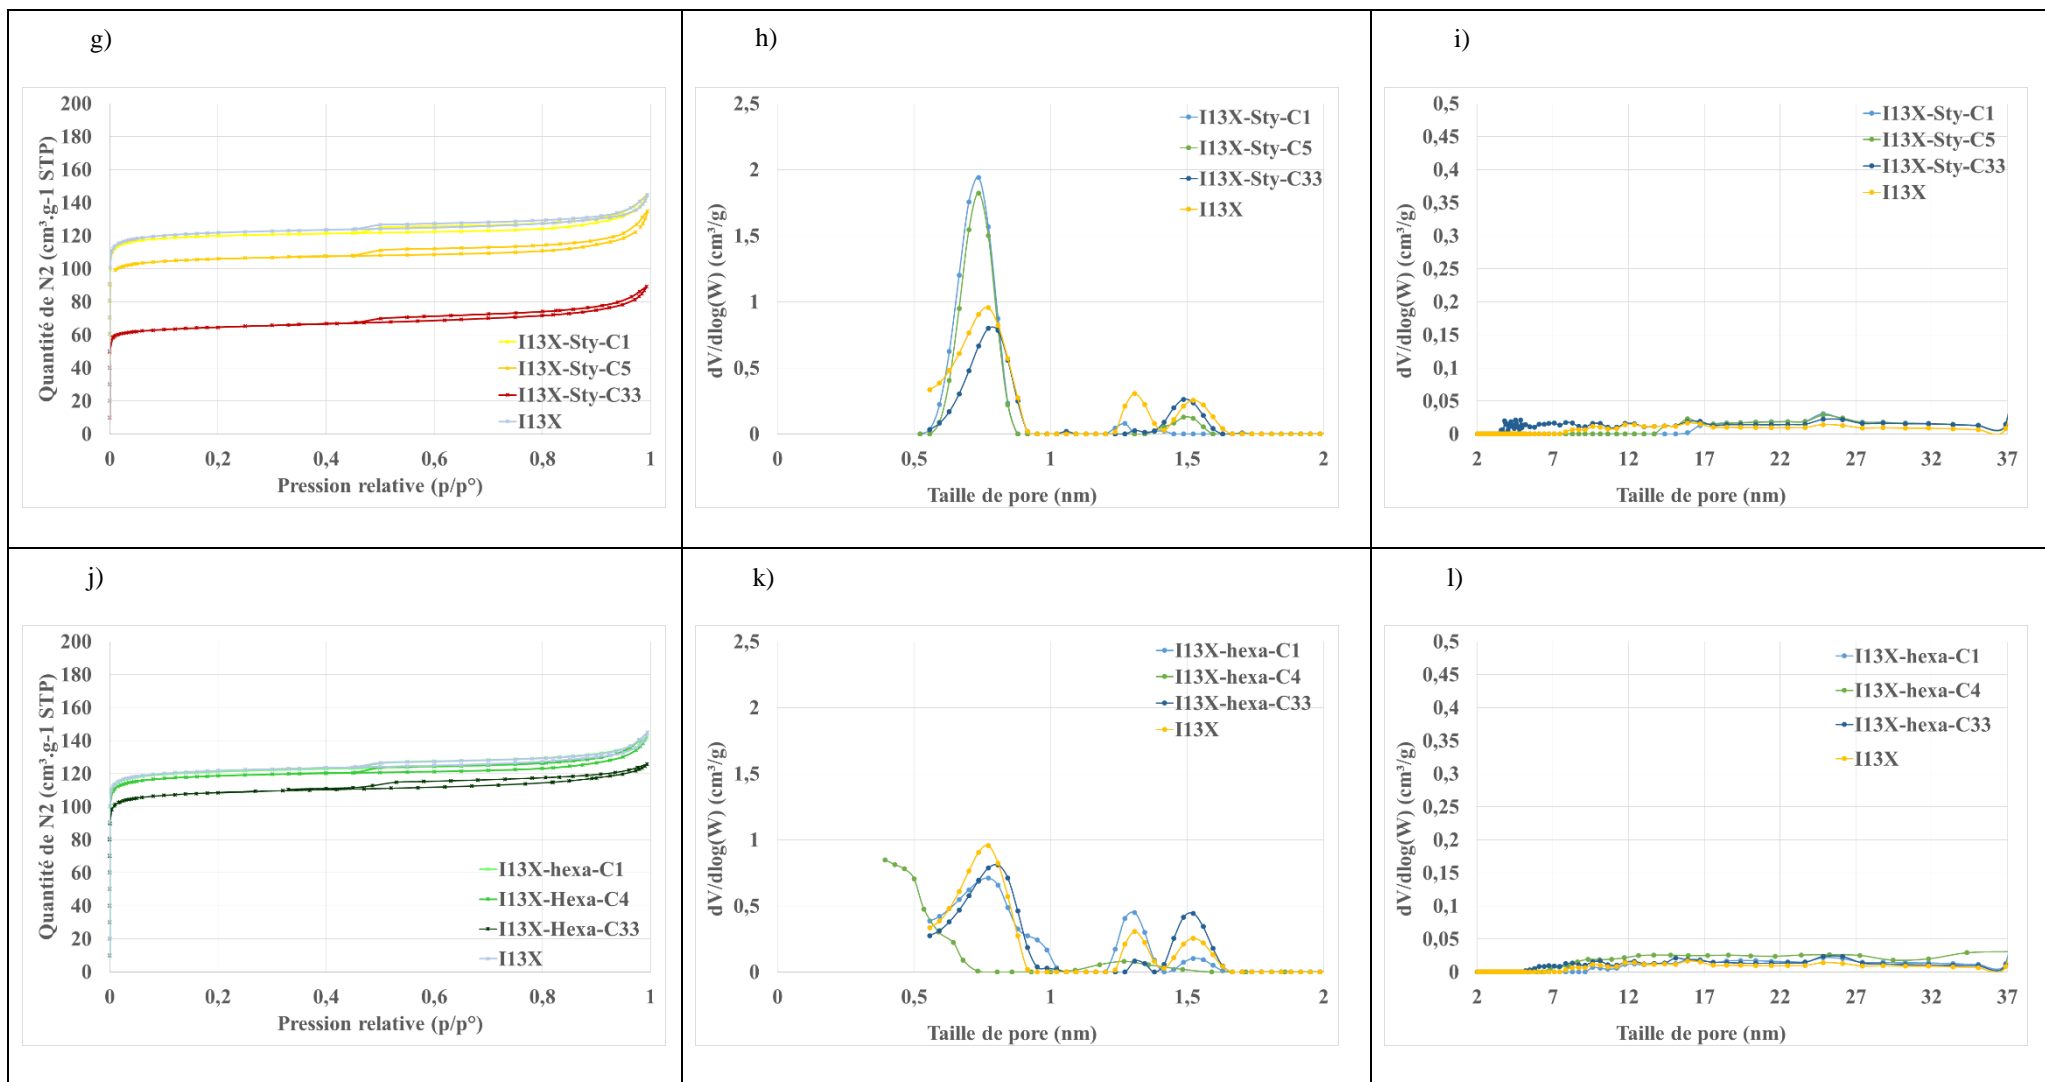 g)
200
180
160
140
120
100
80
60
40
20
0
0
0,2
0,4
0,6
0,8
1
Quantité de N2 (cm³.g-1 STP)
Pression relative (p/p°)
I13X-Sty-C1
I13X-Sty-C5
I13X-Sty-C33
I13X
h)
2,5
2
1,5
1
0,5
0
0
0,5
1
1,5
2
dV/dlog(W) (cm³/g)
Taille de pore (nm)
I13X-Sty-C1
I13X-Sty-C5
I13X-Sty-C33
I13X
i)
0,5
0,45
0,4
0,35
0,3
0,25
0,2
0,15
0,1
0,05
0
2
7
12
17
22
27
32
37
dV/dlog(W) (cm³/g)
Taille de pore (nm)
I13X-Sty-C1
I13X-Sty-C5
I13X-Sty-C33
I13X
j)
200
180
160
140
120
100
80
60
40
20
0
0
0,2
0,4
0,6
0,8
1
Quantité de N2 (cm³.g-1 STP)
Pression relative (p/p°)
I13X-hexa-C1
I13X-Hexa-C4
I13X-Hexa-C33
I13X
k)
2,5
2
1,5
1
0,5
0
0
0,5
1
1,5
2
dV/dlog(W) (cm³/g)
Taille de pore (nm)
I13X-hexa-C1
I13X-hexa-C4
I13X-hexa-C33
I13X
l)
0,5
0,45
0,4
0,35
0,3
0,25
0,2
0,15
0,1
0,05
0
2
7
12
17
22
27
32
37
dV/dlog(W) (cm³/g)
Taille de pore (nm)
I13X-hexa-C1
I13X-hexa-C4
I13X-hexa-C33
I13X